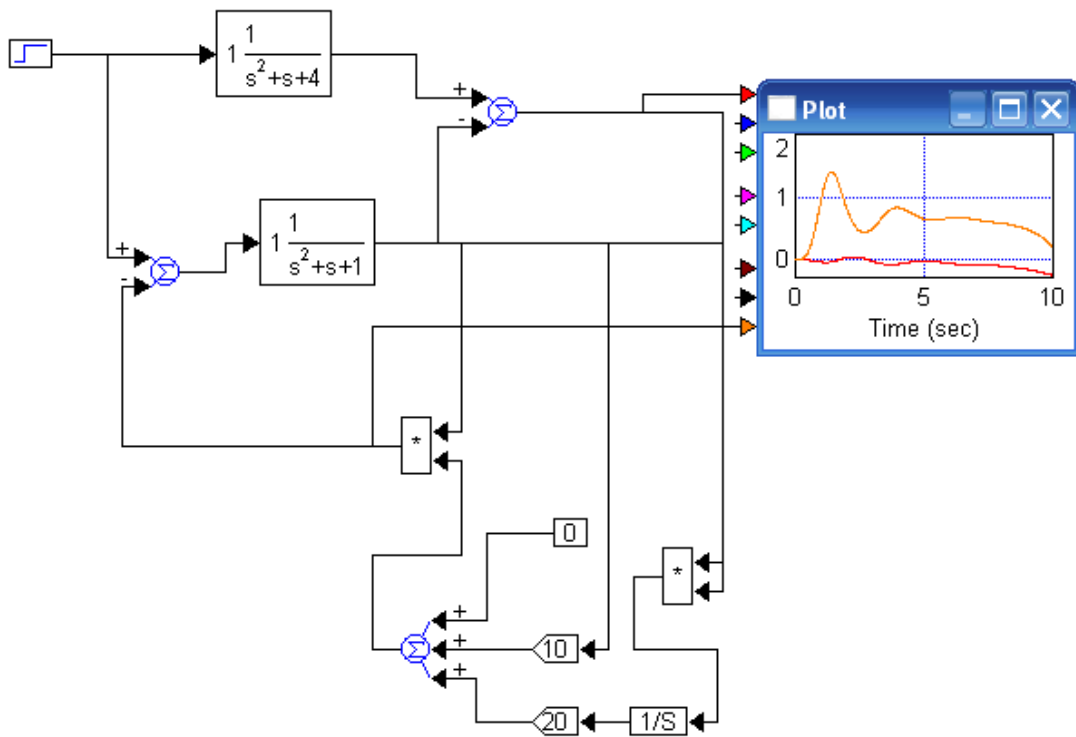 1 1
s²+s+4
+
-
Σ
Plot
2
1
0
0 5 10
Time (sec)
+
-
Σ
1 1
s²+s+1
*
0
*
+
+
+
Σ
10
20
1/S